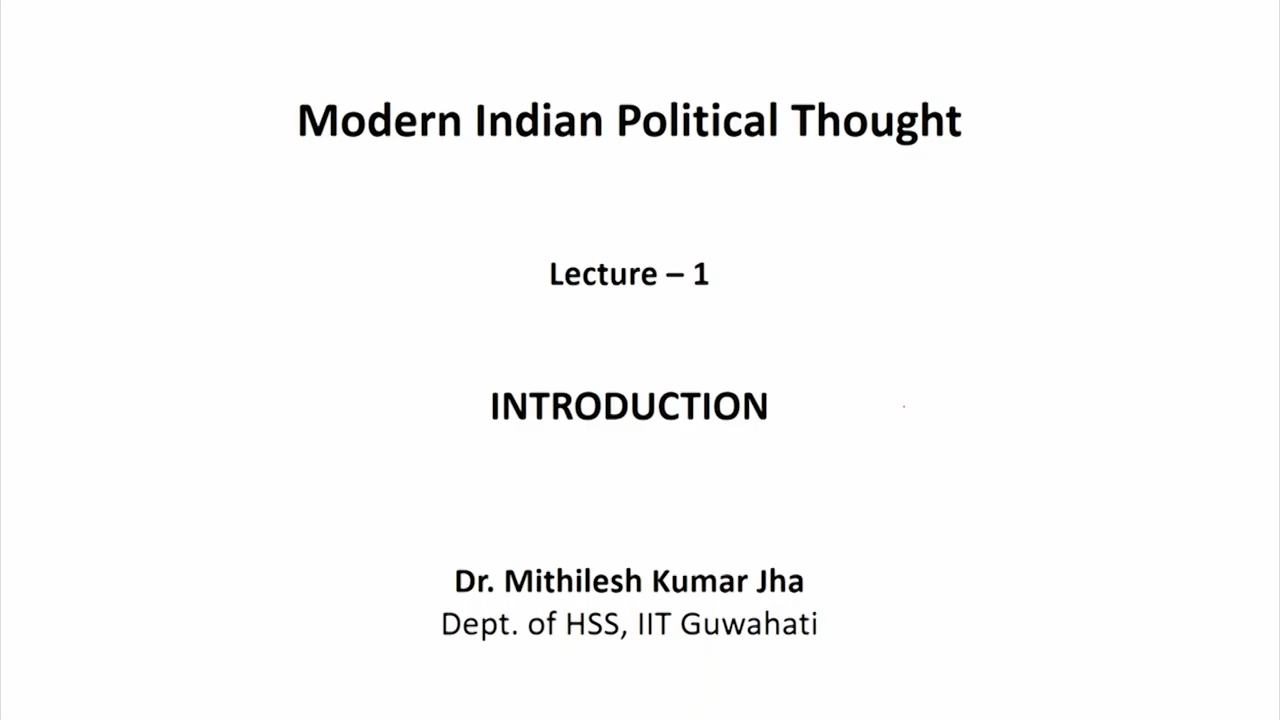 Modern Indian Political Thought
Lecture – 1
INTRODUCTION
Dr. Mithilesh Kumar Jha
Dept. of HSS, IIT Guwahati